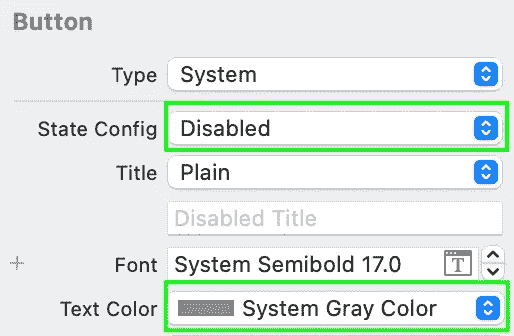 Button
Type System
State Config Disabled
Title Plain
Disabled Title
Font System Semibold 17.0 T
Text Color System Gray Color